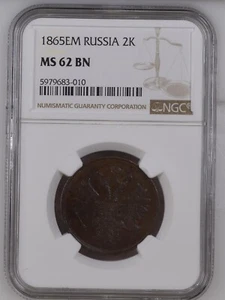 1865EM RUSSIA 2K
MS 62 BN
5979683-010
NUMISMATIC GUARANTY CORPORATION
NGC